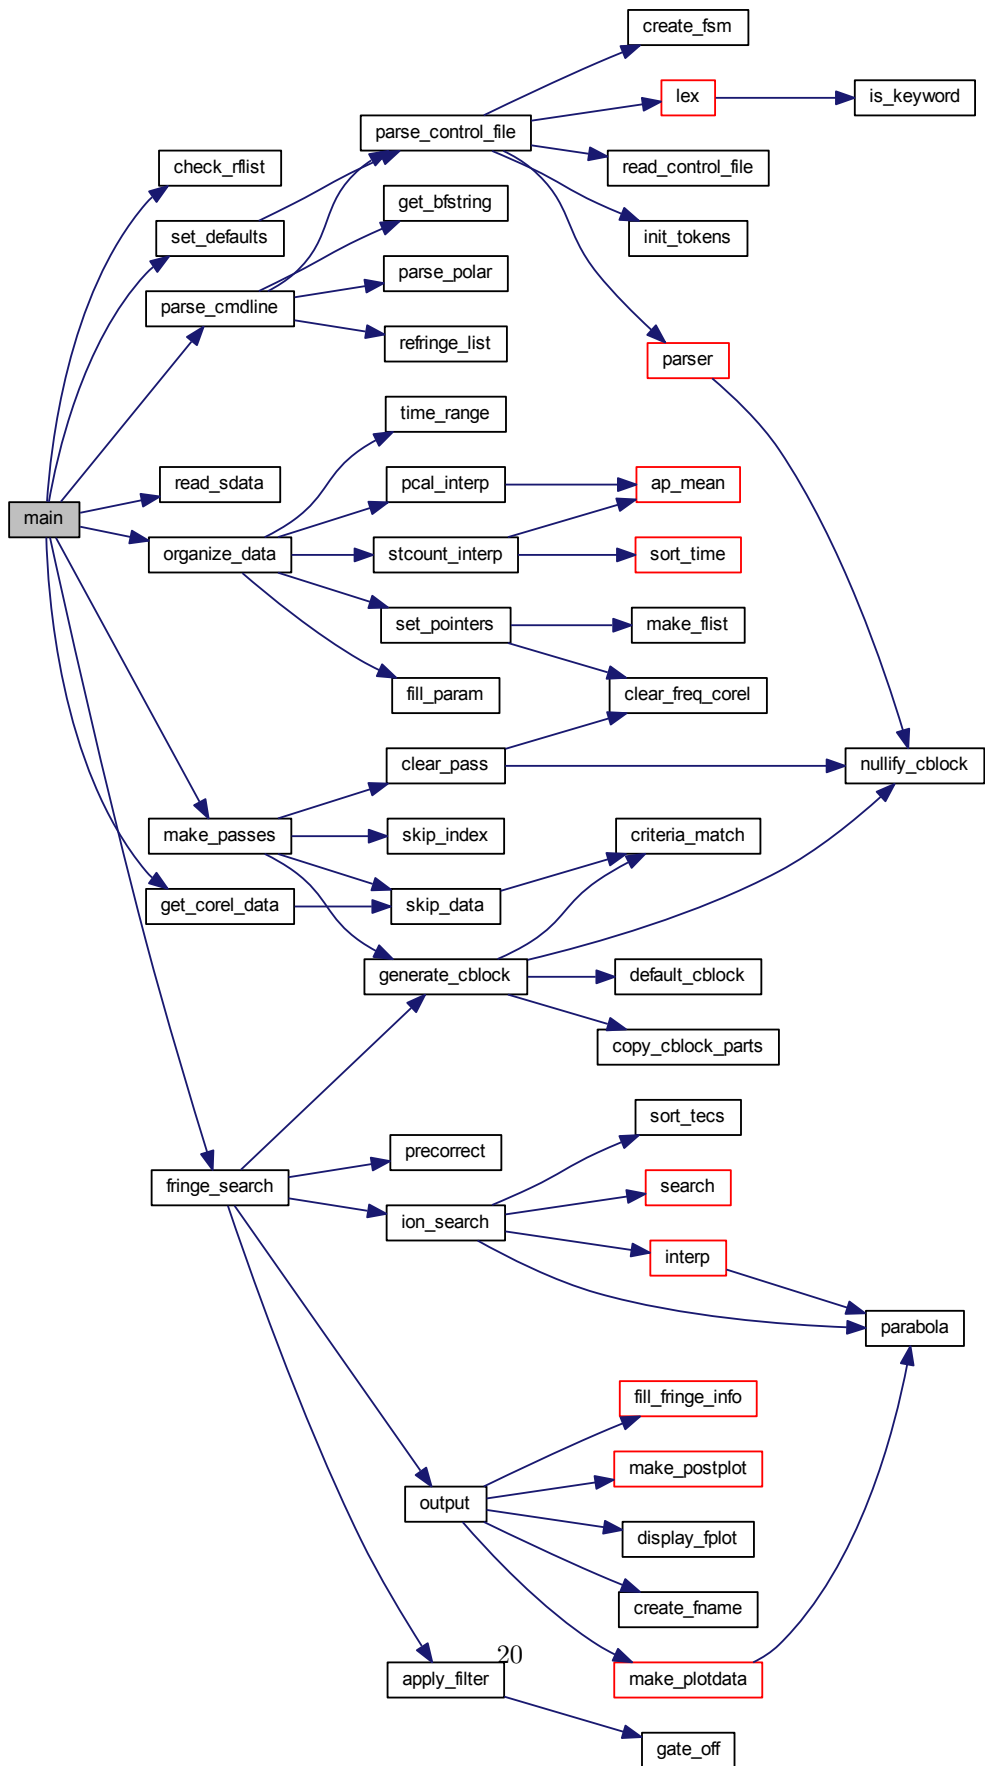 create_fsm
lex
is_keyword
parse_control_file
check_rflist
read_control_file
get_bfstring
set_defaults
init_tokens
parse_polar
parse_cmdline
refringe_list
parser
time_range
read_sdata
pcal_interp
ap_mean
main
organize_data
stcount_interp
sort_time
set_pointers
make_flist
fill_param
clear_freq_corel
clear_pass
nullify_cblock
make_passes
skip_index
criteria_match
get_corel_data
skip_data
generate_cblock
default_cblock
copy_cblock_parts
sort_tecs
precorrect
fringe_search
search
ion_search
interp
parabola
fill_fringe_info
make_postplot
output
display_fplot
create_fname
20
apply_filter
make_plotdata
gate_off